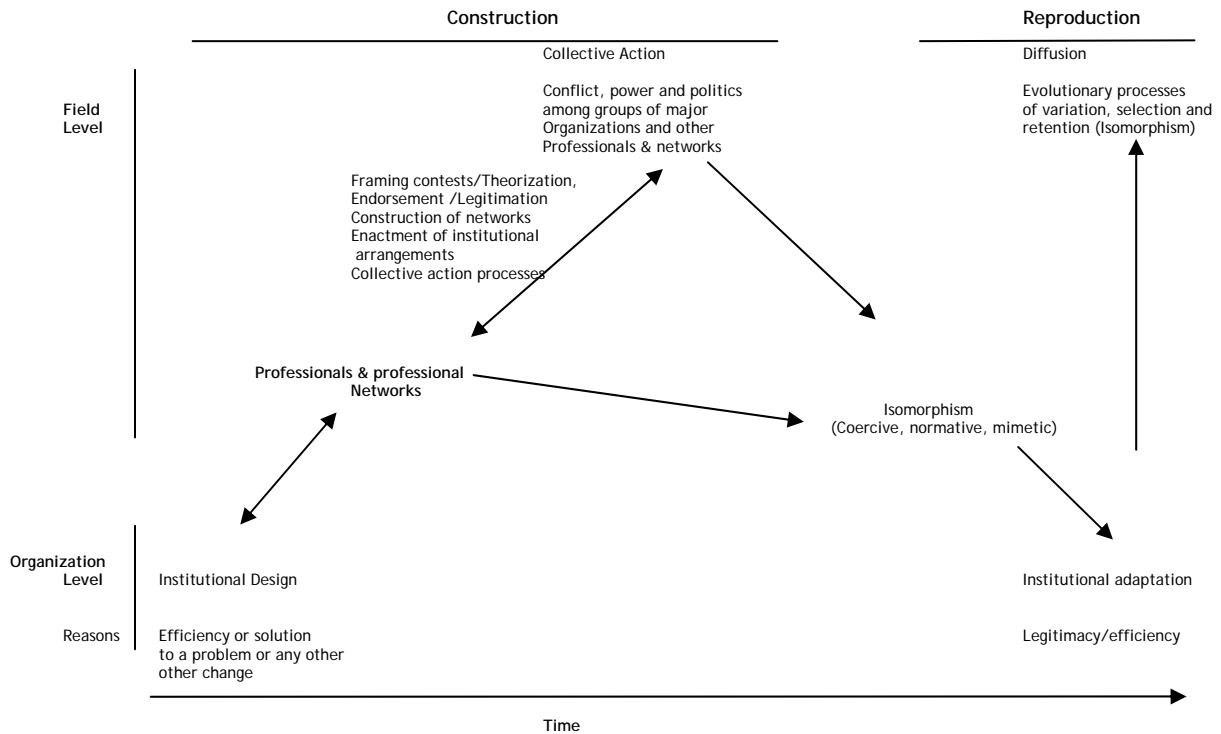 Construction
Reproduction
Collective Action
Diffusion
Field
Level
Conflict, power and politics
among groups of major
Organizations and other
Professionals & networks
Evolutionary processes
of variation, selection and
retention (Isomorphism)
Framing contests/Theorization,
Endorsement /Legitimation
Construction of networks
Enactment of institutional
arrangements
Collective action processes
Professionals & professional
Networks
Isomorphism
(Coercive, normative, mimetic)
Organization
Level
Institutional Design
Institutional adaptation
Reasons
Efficiency or solution
to a problem or any other
other change
Legitimacy/efficiency
Time